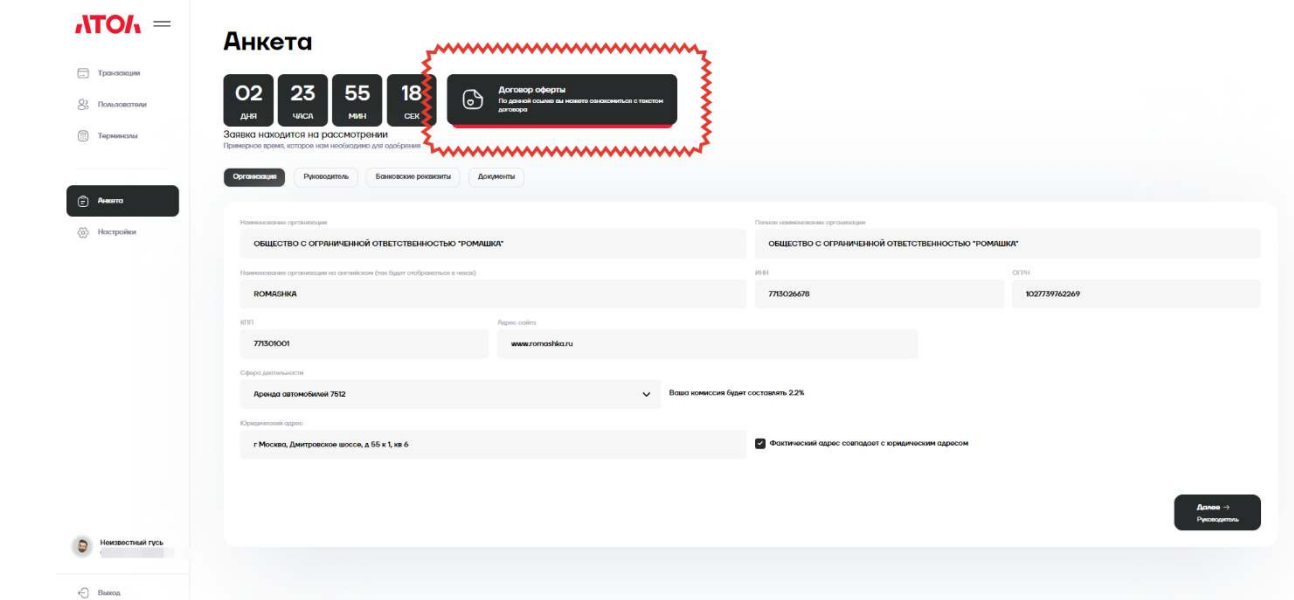 АТОЛ
Анкета
Транзакции
Пользователи
Терминалы
Анкета
Настройки
02 23 55 18
ДНЯ ЧАСА МИН СЕК
Договор оферты
По данной ссылке вы можете ознакомиться с текстом
договора
Заявка находится на рассмотрении
Примерное время, которое нам необходимо для одобрения
Организация Руководитель Банковские реквизиты Документы
Наименование организации Полное наименование организации
ОБЩЕСТВО С ОГРАНИЧЕННОЙ ОТВЕТСТВЕННОСТЬЮ "РОМАШКА" ОБЩЕСТВО С ОГРАНИЧЕННОЙ ОТВЕТСТВЕННОСТЬЮ "РОМАШКА"
Наименование организации на английском (так будет отображаться в чеках) ИНН ОГРН
ROMASHKA 7713026678 1027739762269
КПП Адрес сайта
771301001 www.romashka.ru
Сфера деятельности
Аренда автомобилей 7512 Ваша комиссия будет составлять 2.2%
Юридический адрес
г Москва, Дмитровское шоссе, д 55 к 1, кв 6 Фактический адрес совпадает с юридическим адресом
Далее →
Руководитель
Неизвестный гусь
Выход